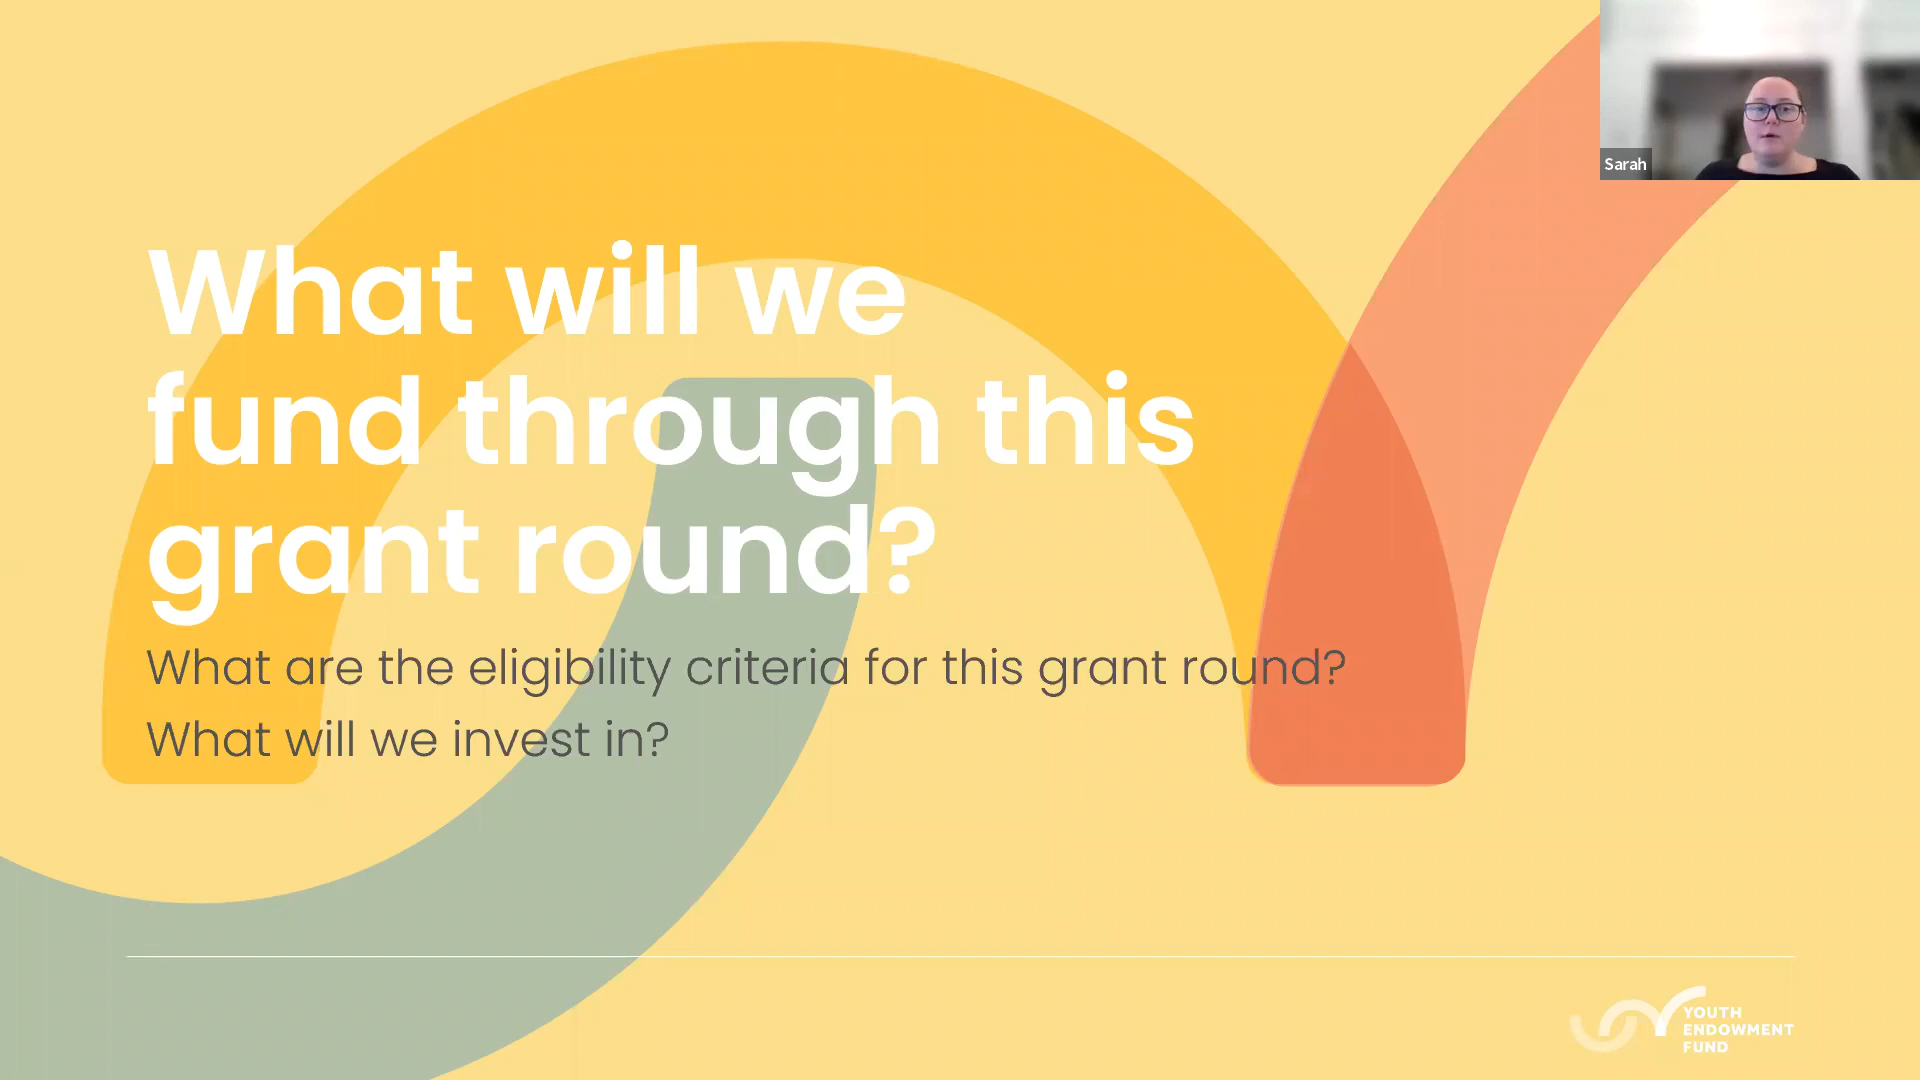 Sarah
What will we
fund through this
grant round?
What are the eligibility criteria for this grant round?
What will we invest in?
YOUTH
ENDOWMENT
FUND